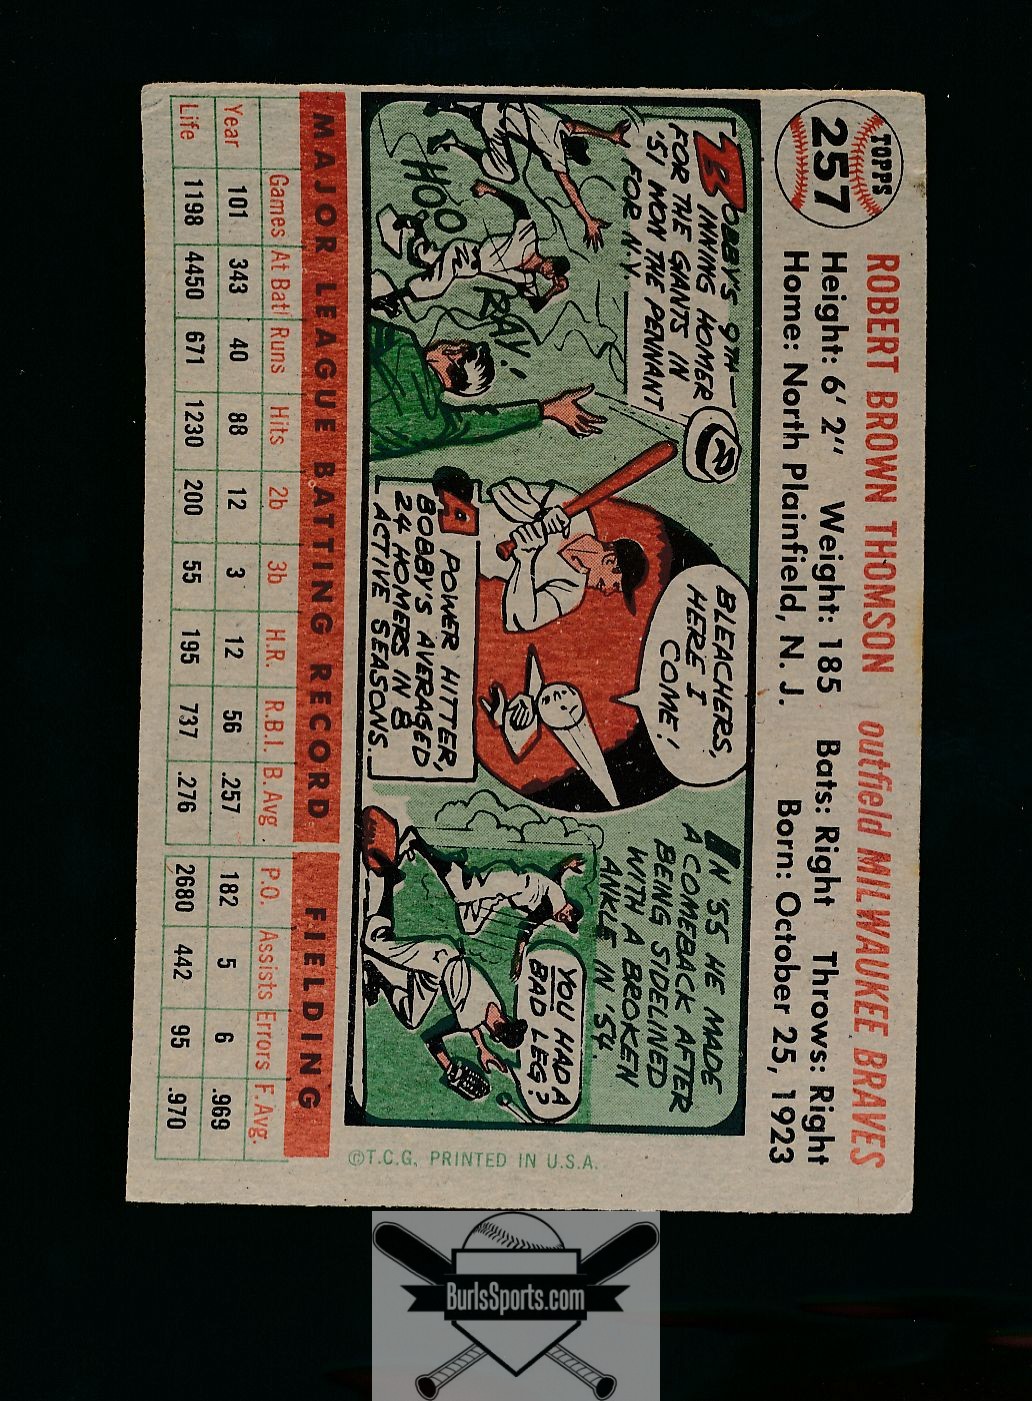 TOPPS
257
ROBERT BROWN THOMSON outfield MILWAUKEE BRAVES
Height: 6' 2" Weight: 185 Bats: Right Throws: Right
Home: North Plainfield, N. J. Born: October 25, 1923
BOBBY'S 9TH-
INNING HOMER
FOR THE GIANTS IN
'51 WON THE PENNANT
FOR N.Y.
HOO
RAY!
BLEACHERS,
HERE I
COME!
A POWER HITTER,
BOBBY'S AVERAGED
24 HOMERS IN 8
ACTIVE SEASONS.
IN '55 HE MADE
A COMEBACK AFTER
BEING SIDELINED
WITH A BROKEN
ANKLE IN '54.
YOU HAD A
BAD LEG?
©T.C.G. PRINTED IN U.S.A.
MAJOR LEAGUE BATTING RECORD FIELDING
Games At Bat Runs Hits 2b 3b H.R. R.B.I. B. Avg. P.O. Assists Errors F. Avg.
Year 101 343 40 88 12 3 12 56 .257 182 5 6 .969
Life 1198 4450 671 1230 200 55 195 737 .276 2680 442 95 .970
BurlsSports.com